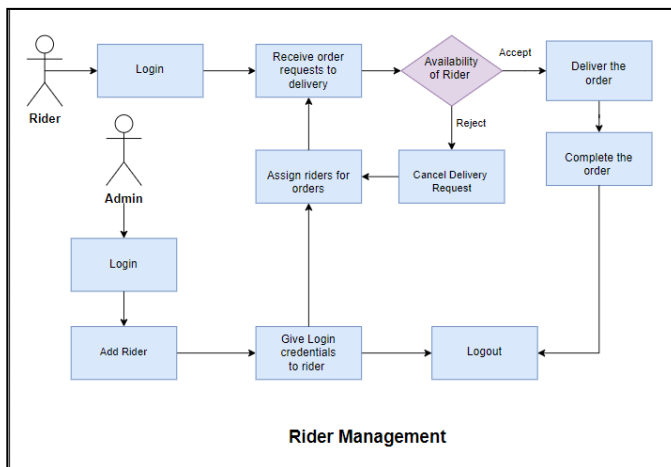 Rider
Login
Receive order
requests to
delivery
Availability
of Rider
Accept
Deliver the
order
Reject
Complete the
order
Admin
Assign riders for
orders
Cancel Delivery
Request
Login
Add Rider
Give Login
credentials
to rider
Logout
Rider Management